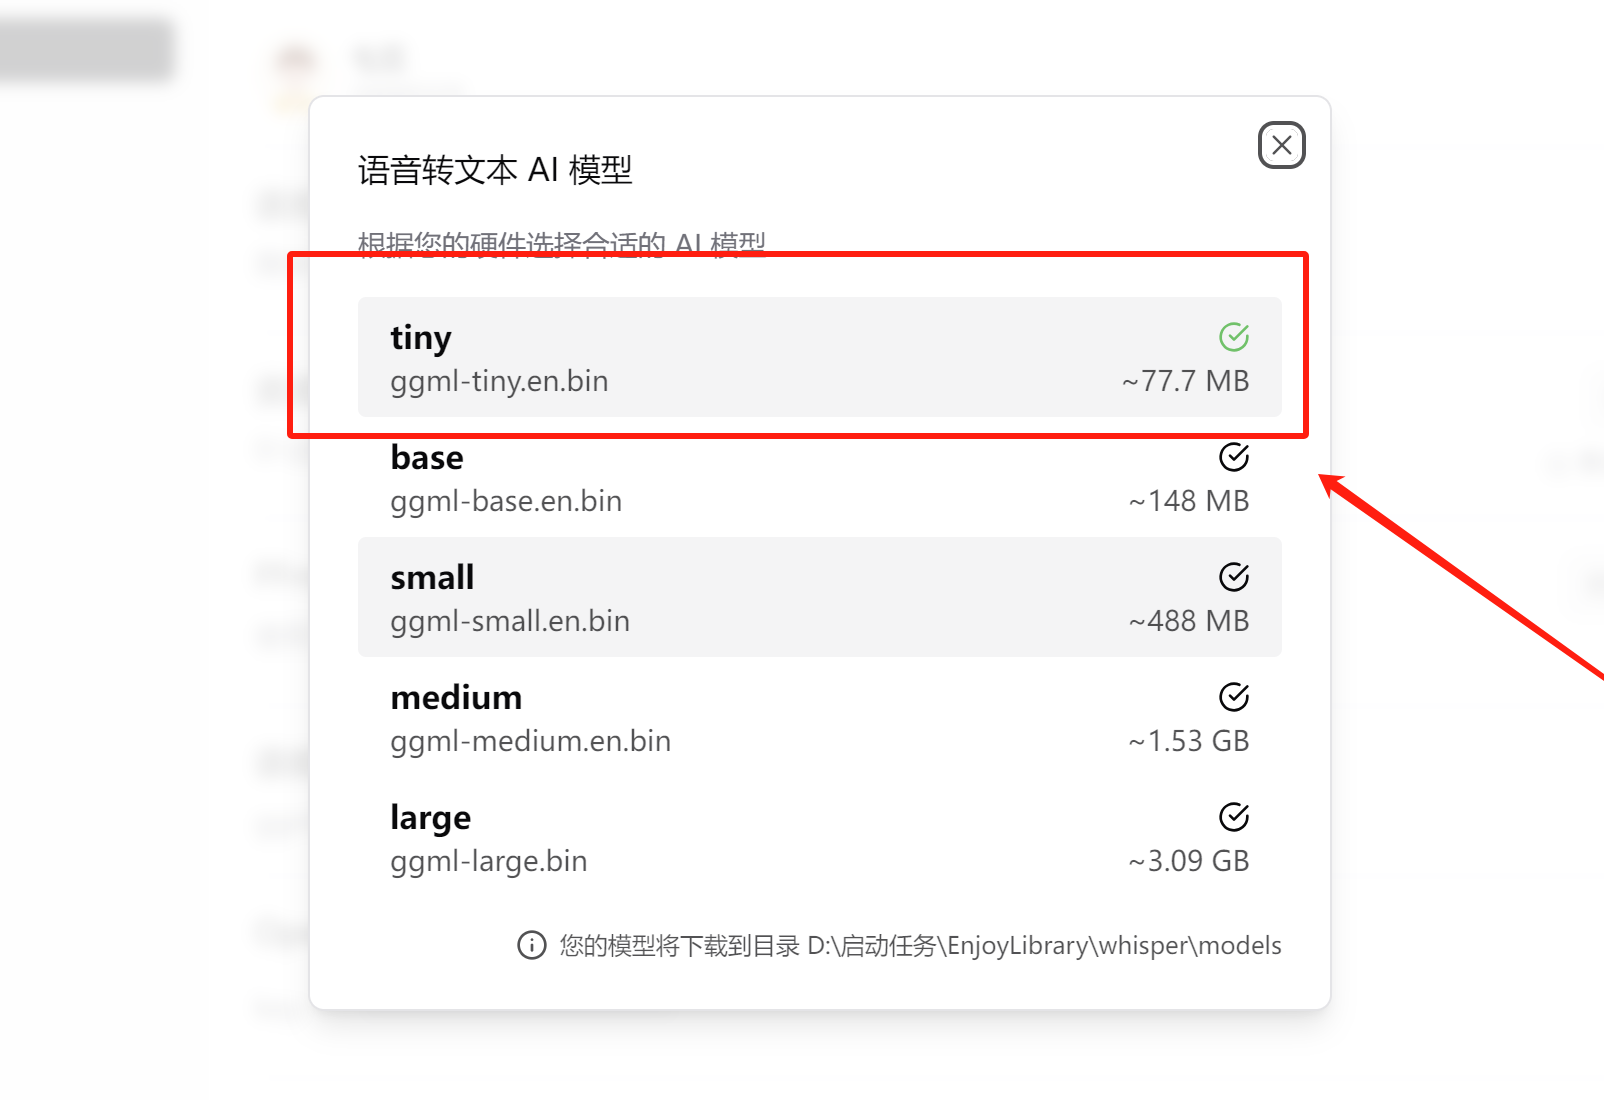 语音转文本 AI 模型
根据您的硬件选择合适的 AI 模型
tiny
ggml-tiny.en.bin
~77.7 MB
base
ggml-base.en.bin
~148 MB
small
ggml-small.en.bin
~488 MB
medium
ggml-medium.en.bin
~1.53 GB
large
ggml-large.bin
~3.09 GB
您的模型将下载到目录 D:\启动任务\EnjoyLibrary\whisper\models